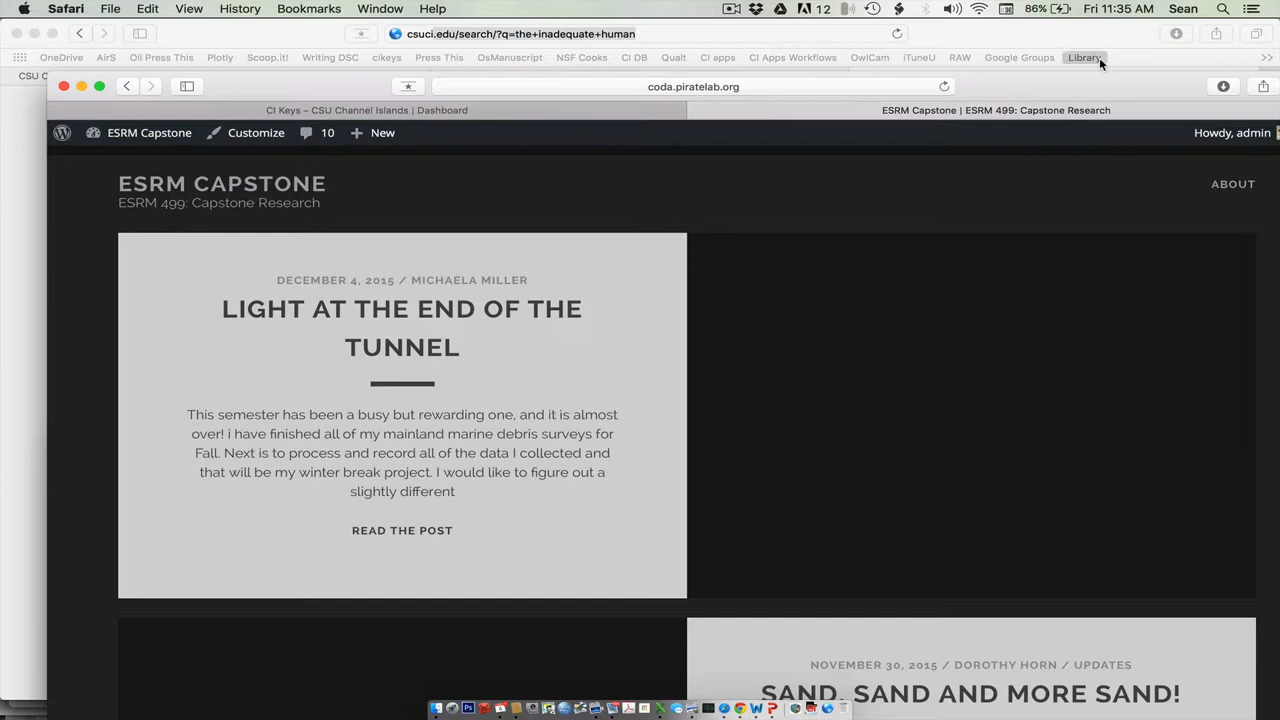 Safari File Edit View History Bookmarks Window Help 12 86% Fri 11:35 AM Sean
csuci.edu/search/?q=the+inadequate+human
OneDrive AirS Oil Press This Plotly Scoop.it! Writing DSC cikeys Press This OsManuscript NSF Cooks CI DB Qualt CI apps CI Apps Workflows OwlCam iTuneU RAW Google Groups Library >>
CSU C
coda.piratelab.org
CI Keys – CSU Channel Islands | Dashboard ESRM Capstone | ESRM 499: Capstone Research
ESRM Capstone Customize 10 New Howdy, admin
ESRM CAPSTONE
ABOUT
ESRM 499: Capstone Research
DECEMBER 4, 2015 / MICHAELA MILLER
LIGHT AT THE END OF THE
TUNNEL
This semester has been a busy but rewarding one, and it is almost
over! i have finished all of my mainland marine debris surveys for
Fall. Next is to process and record all of the data I collected and
that will be my winter break project. I would like to figure out a
slightly different
READ THE POST
NOVEMBER 30, 2015 / DOROTHY HORN / UPDATES
SAND, SAND AND MORE SAND!